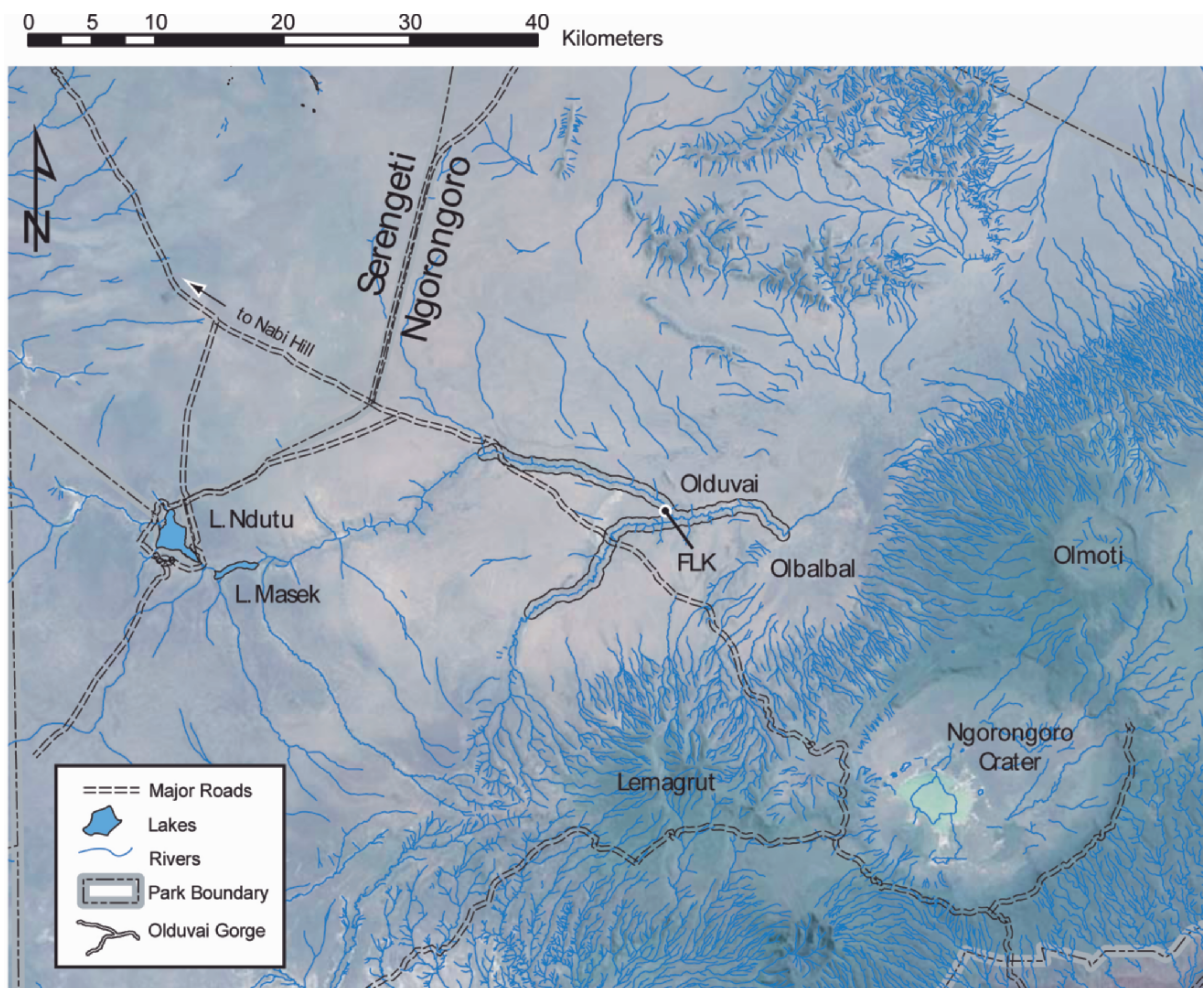 0 5 10 20 30 40 Kilometers
N
Serengeti
Ngorongoro
to Nabi Hill
L. Ndutu
L. Masek
Olduvai
FLK
Olbalbal
Olmoti
Ngorongoro
Crater
Lemagrut
Major Roads
Lakes
Rivers
Park Boundary
Olduvai Gorge